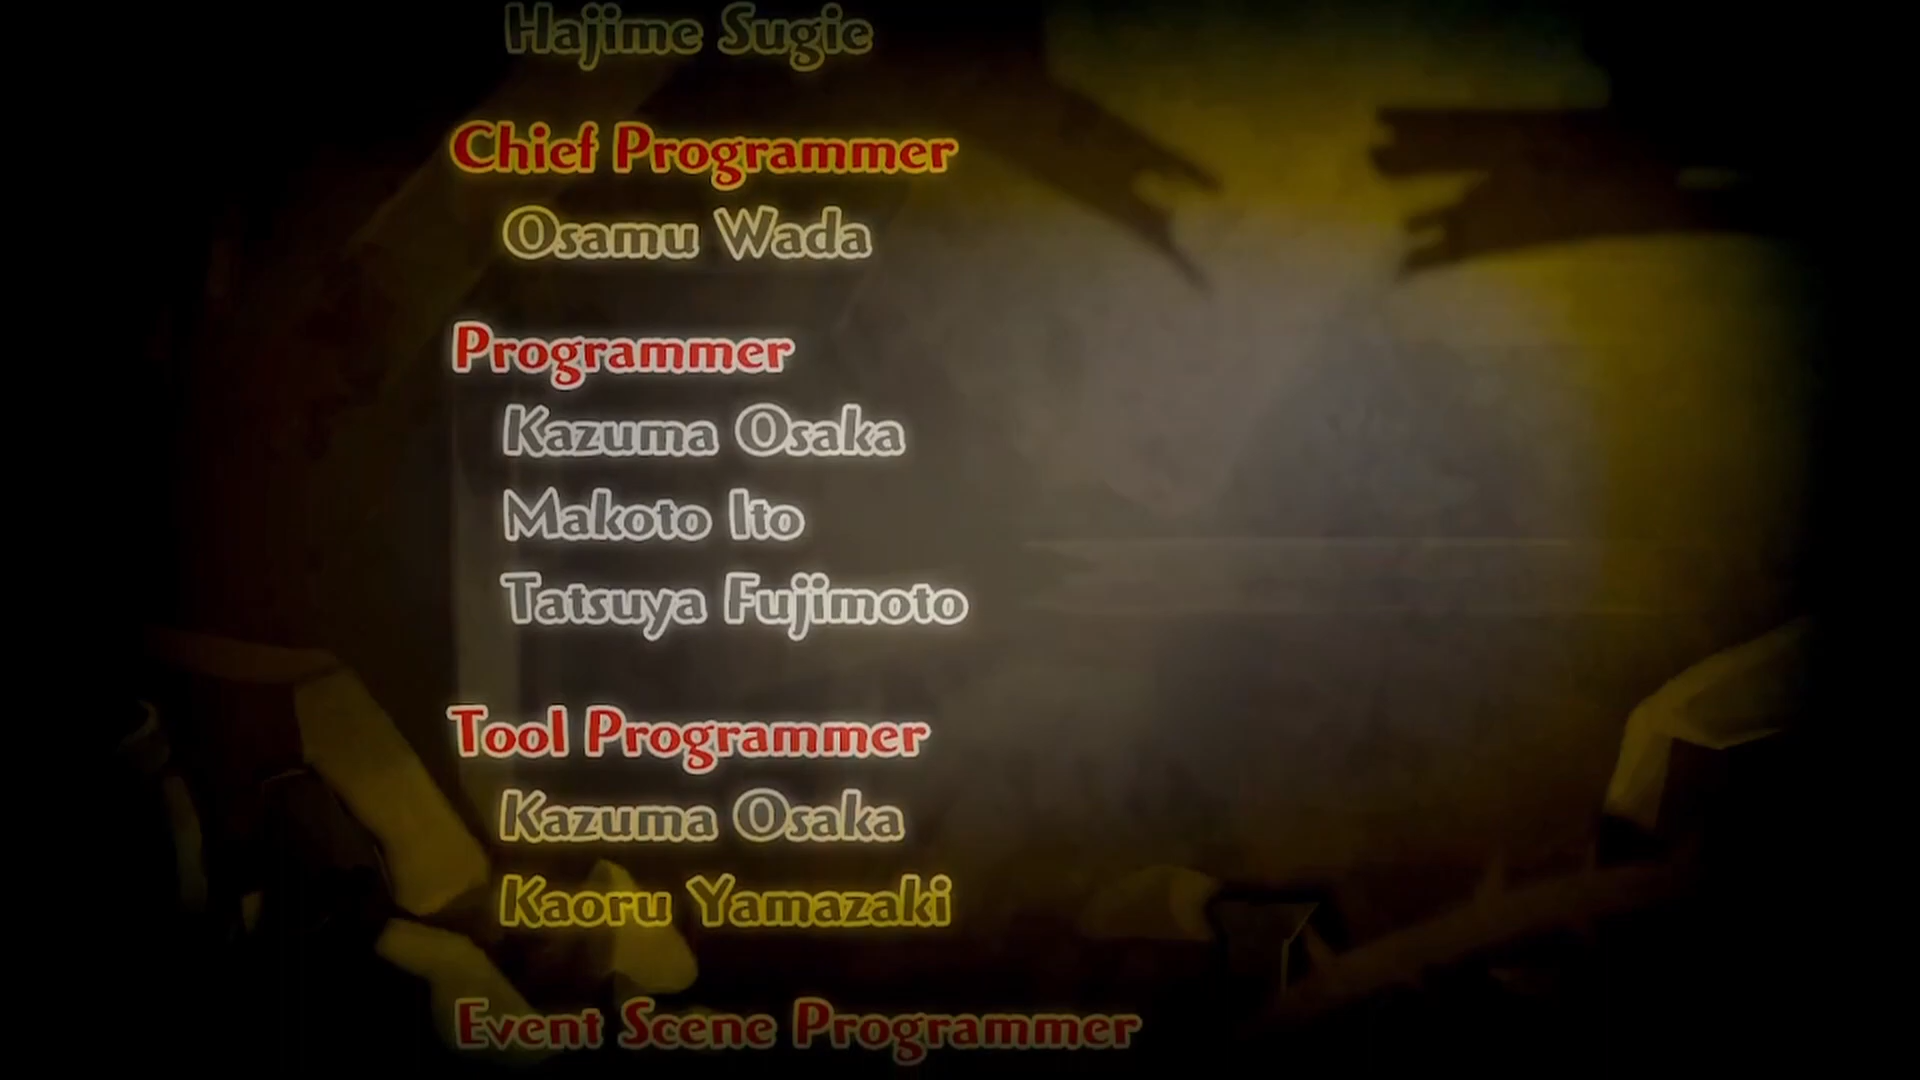 Hajime Sugie
Chief Programmer
Osamu Wada
Programmer
Kazuma Osaka
Makoto Ito
Tatsuya Fujimoto
Tool Programmer
Kazuma Osaka
Kaoru Yamazaki
Event Scene Programmer